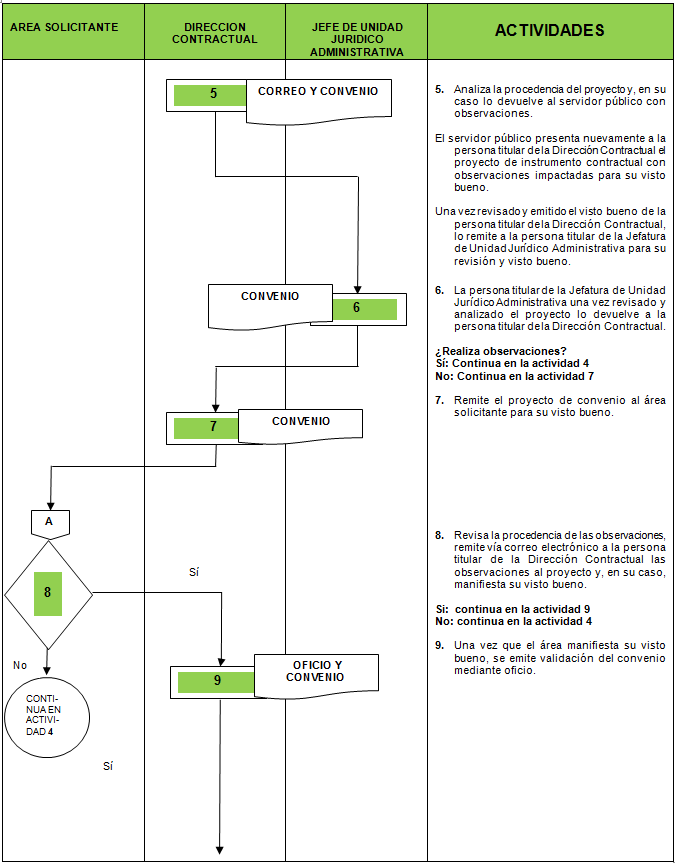 AREA SOLICITANTE
DIRECCION
CONTRACTUAL
JEFE DE UNIDAD
JURIDICO
ADMINISTRATIVA
ACTIVIDADES
5
CORREO Y CONVENIO
CONVENIO
6
7
CONVENIO
A
8
Sí
No
CONTI-
NUA EN
ACTIVI-
DAD 4
9
OFICIO Y
CONVENIO
Sí
5. Analiza la procedencia del proyecto y, en su
caso lo devuelve al servidor público con
observaciones.
El servidor público presenta nuevamente a la
persona titular de la Dirección Contractual el
proyecto de instrumento contractual con
observaciones impactadas para su visto
bueno.
Una vez revisado y emitido el visto bueno de la
persona titular de la Dirección Contractual,
lo remite a la persona titular de la Jefatura
de Unidad Jurídico Administrativa para su
revisión y visto bueno.
6. La persona titular de la Jefatura de Unidad
Jurídico Administrativa una vez revisado y
analizado el proyecto lo devuelve a la
persona titular de la Dirección Contractual.
¿Realiza observaciones?
Sí: Continua en la actividad 4
No: Continua en la actividad 7
7. Remite el proyecto de convenio al área
solicitante para su visto bueno.
8. Revisa la procedencia de las observaciones,
remite vía correo electrónico a la persona
titular de la Dirección Contractual las
observaciones al proyecto y, en su caso,
manifiesta su visto bueno.
Si: continua en la actividad 9
No: continua en la actividad 4
9. Una vez que el área manifiesta su visto
bueno, se emite validación del convenio
mediante oficio.